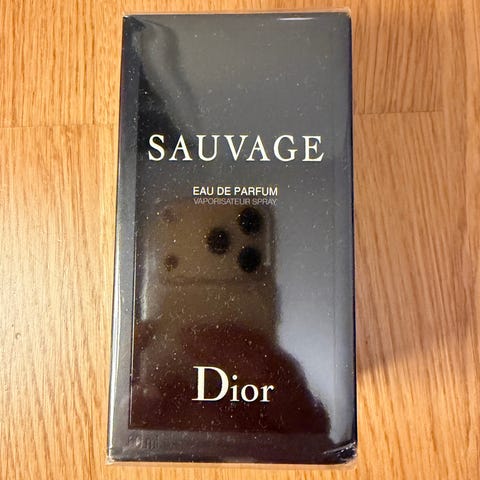 SAUVAGE
EAU DE PARFUM
VAPORISATEUR SPRAY
Dior